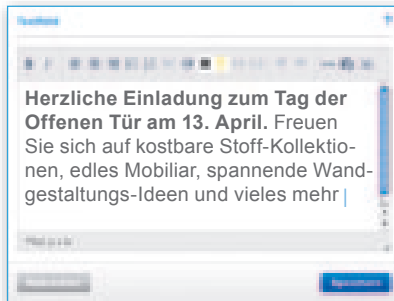 Herzliche Einladung zum Tag der
Offenen Tür am 13. April. Freuen
Sie sich auf kostbare Stoff-Kollektio-
nen, edles Mobiliar, spannende Wand-
gestaltungs-Ideen und vieles mehr